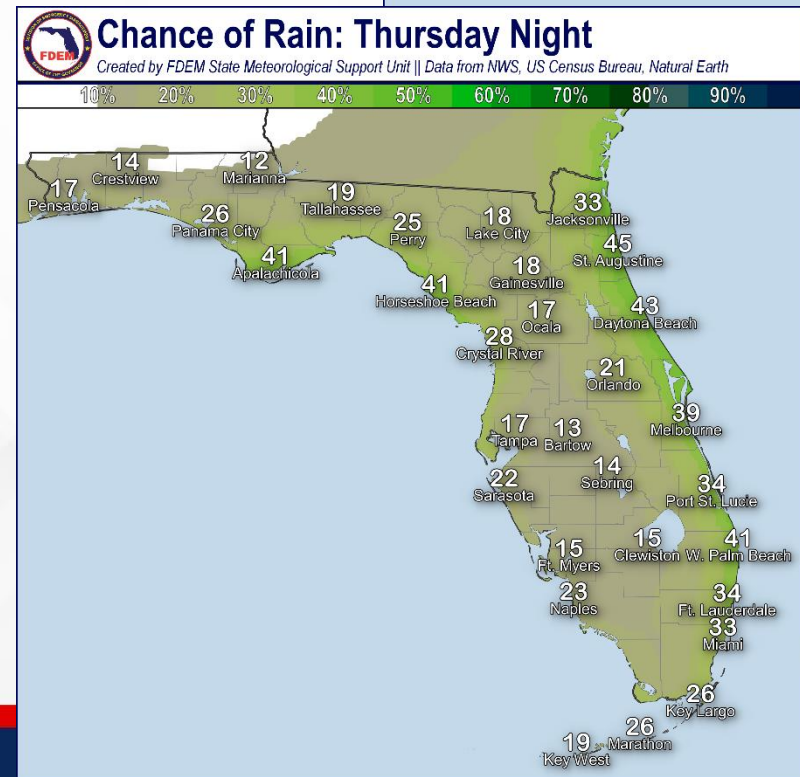 FDEM
Chance of Rain: Thursday Night
Created by FDEM State Meteorological Support Unit || Data from NWS, US Census Bureau, Natural Earth
10% 20% 30% 40% 50% 60% 70% 80% 90%
14
Crestview
12
Marianna
17
Pensacola
19
Tallahassee
26
Panama City
25
Perry
18
Lake City
33
Jacksonville
41
Apalachicola
45
St. Augustine
18
Gainesville
41
Horseshoe Beach
17
Ocala
43
Daytona Beach
28
Crystal River
21
Orlando
39
Melbourne
17
Tampa
13
Bartow
22
Sarasota
14
Sebring
34
Port St. Lucie
15
Ft. Myers
15
Clewiston
41
W. Palm Beach
23
Naples
34
Ft. Lauderdale
33
Miami
26
Key Largo
26
Marathon
19
Key West